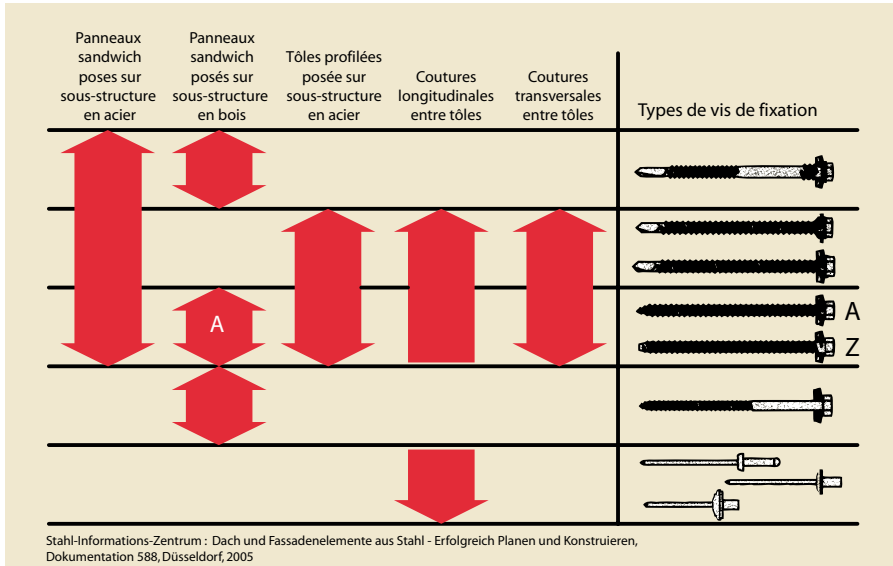 Panneaux
sandwich
poses sur
sous-structure
en acier
Panneaux
sandwich
posés sur
sous-structure
en bois
Tôles profilées
posée sur
sous-structure
en acier
Coutures
longitudinales
entre tôles
Coutures
transversales
entre tôles
Types de vis de fixation
A
A
Z
Stahl-Informations-Zentrum : Dach und Fassadenelemente aus Stahl - Erfolgreich Planen und Konstruieren,
Dokumentation 588, Düsseldorf, 2005